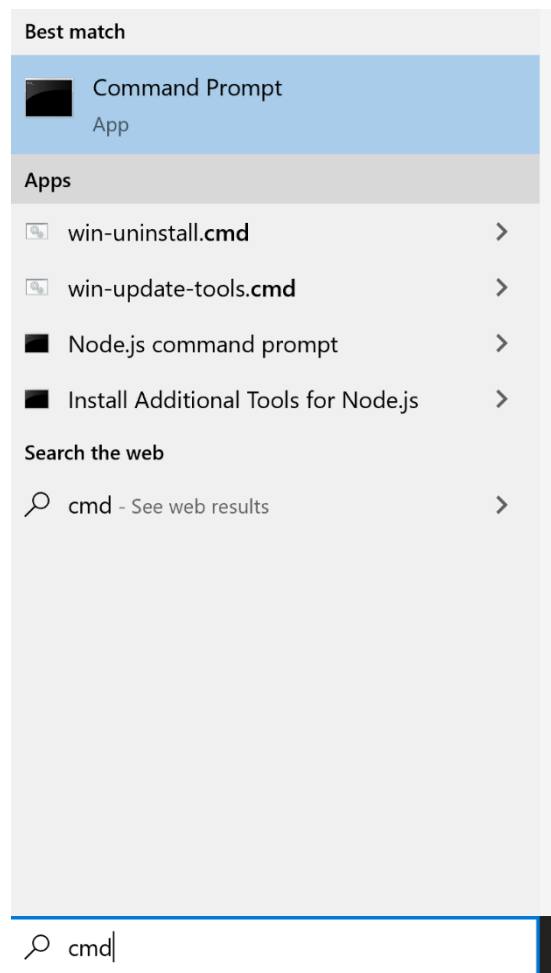 Best match
Command Prompt
App
Apps
win-uninstall.cmd
win-update-tools.cmd
Node.js command prompt
Install Additional Tools for Node.js
Search the web
cmd - See web results
cmd